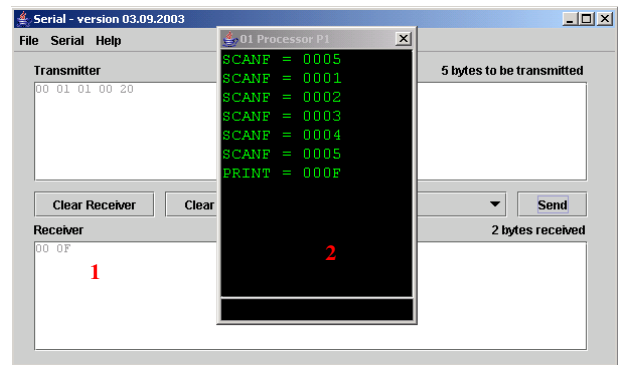 Serial - version 03.09.2003
File Serial Help
01 Processor P1
Transmitter
5 bytes to be transmitted
00 01 01 00 20
SCANF = 0005
SCANF = 0001
SCANF = 0002
SCANF = 0003
SCANF = 0004
SCANF = 0005
PRINT = 000F
Clear Receiver
Clear
Send
Receiver
2 bytes received
00 0F
1
2